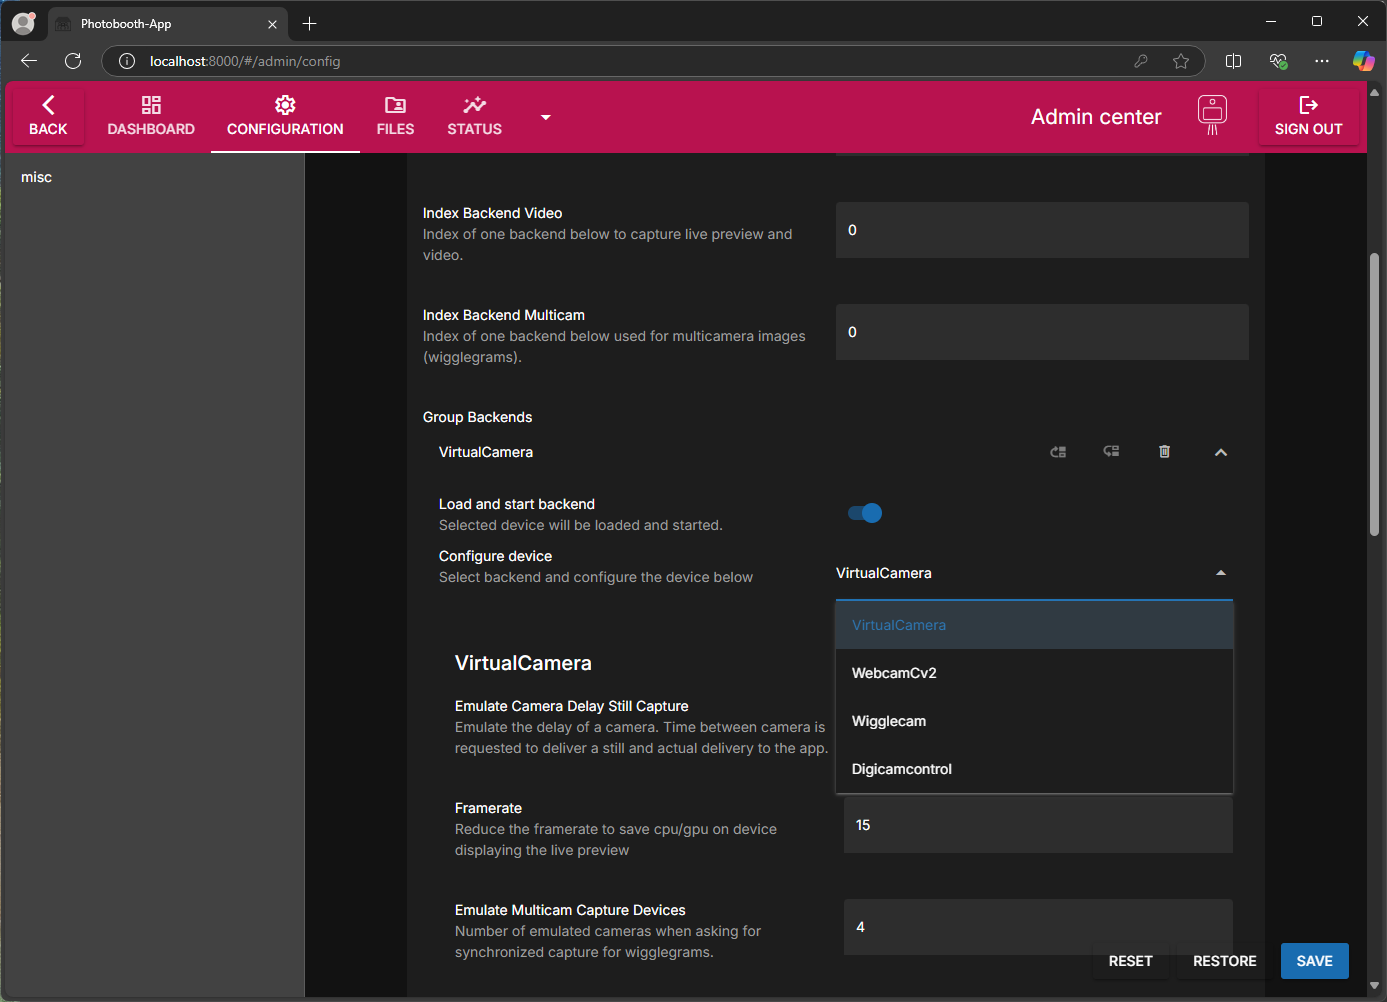 Photobooth-App
localhost:8000/#/admin/config
BACK
DASHBOARD
CONFIGURATION
FILES
STATUS
Admin center
SIGN OUT
misc
Index Backend Video
Index of one backend below to capture live preview and
video.
0
Index Backend Multicam
Index of one backend below used for multicamera images
(wigglegrams).
0
Group Backends
VirtualCamera
Load and start backend
Selected device will be loaded and started.
Configure device
Select backend and configure the device below
VirtualCamera
VirtualCamera
WebcamCv2
Wigglecam
Digicamcontrol
VirtualCamera
Emulate Camera Delay Still Capture
Emulate the delay of a camera. Time between camera is
requested to deliver a still and actual delivery to the app.
Framerate
Reduce the framerate to save cpu/gpu on device
displaying the live preview
15
Emulate Multicam Capture Devices
Number of emulated cameras when asking for
synchronized capture for wigglegrams.
4
RESET
RESTORE
SAVE